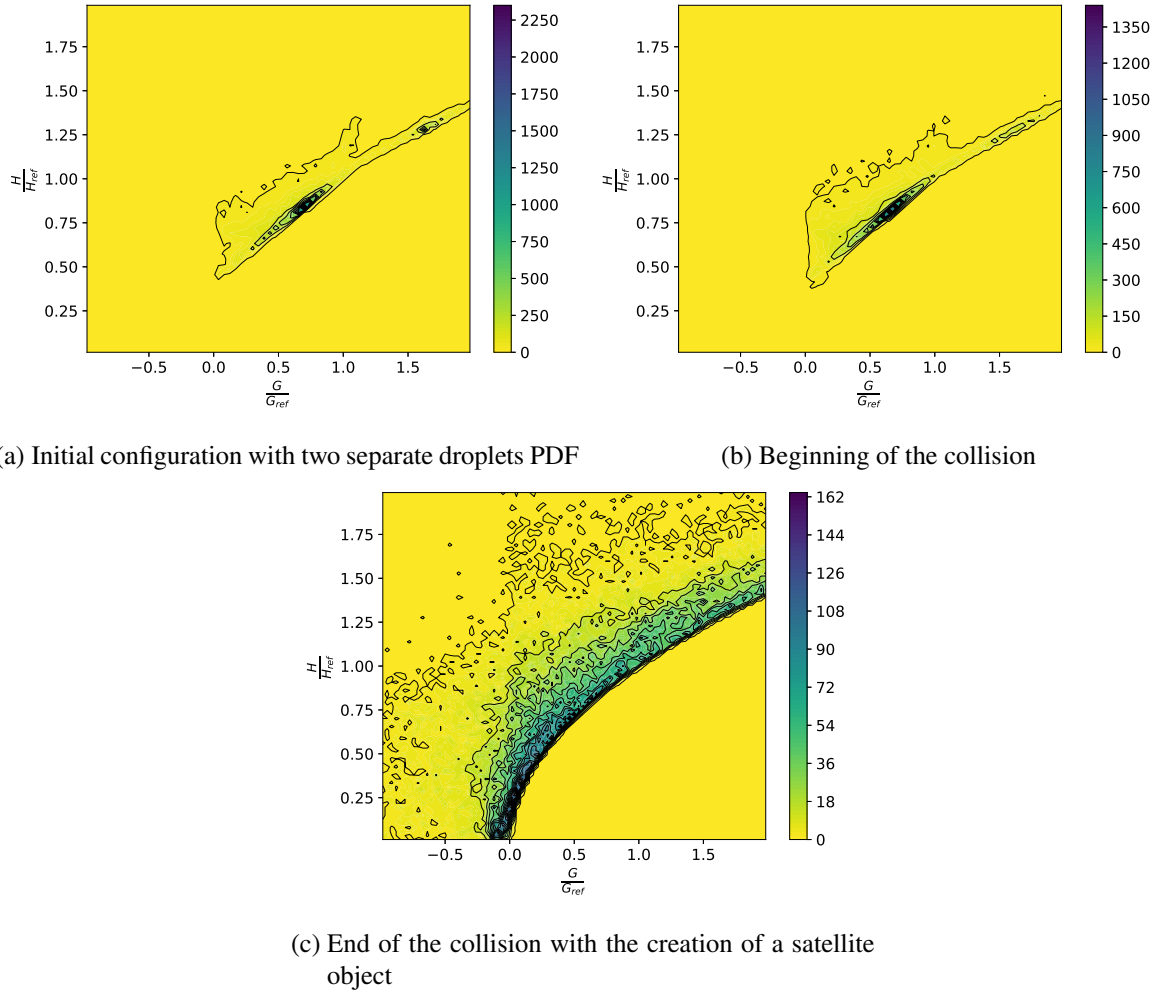 2250
2000
1750
1500
1250
1000
750
500
250
0
1.75
1.50
1.25
1.00
0.75
0.50
0.25
H
H_ref
−0.5 0.0 0.5 1.0 1.5
G
G_ref
1350
1200
1050
900
750
600
450
300
150
0
1.75
1.50
1.25
1.00
0.75
0.50
0.25
H
H_ref
−0.5 0.0 0.5 1.0 1.5
G
G_ref
(a) Initial configuration with two separate droplets PDF
(b) Beginning of the collision
162
144
126
108
90
72
54
36
18
0
1.75
1.50
1.25
1.00
0.75
0.50
0.25
H
H_ref
−0.5 0.0 0.5 1.0 1.5
G
G_ref
(c) End of the collision with the creation of a satellite
object